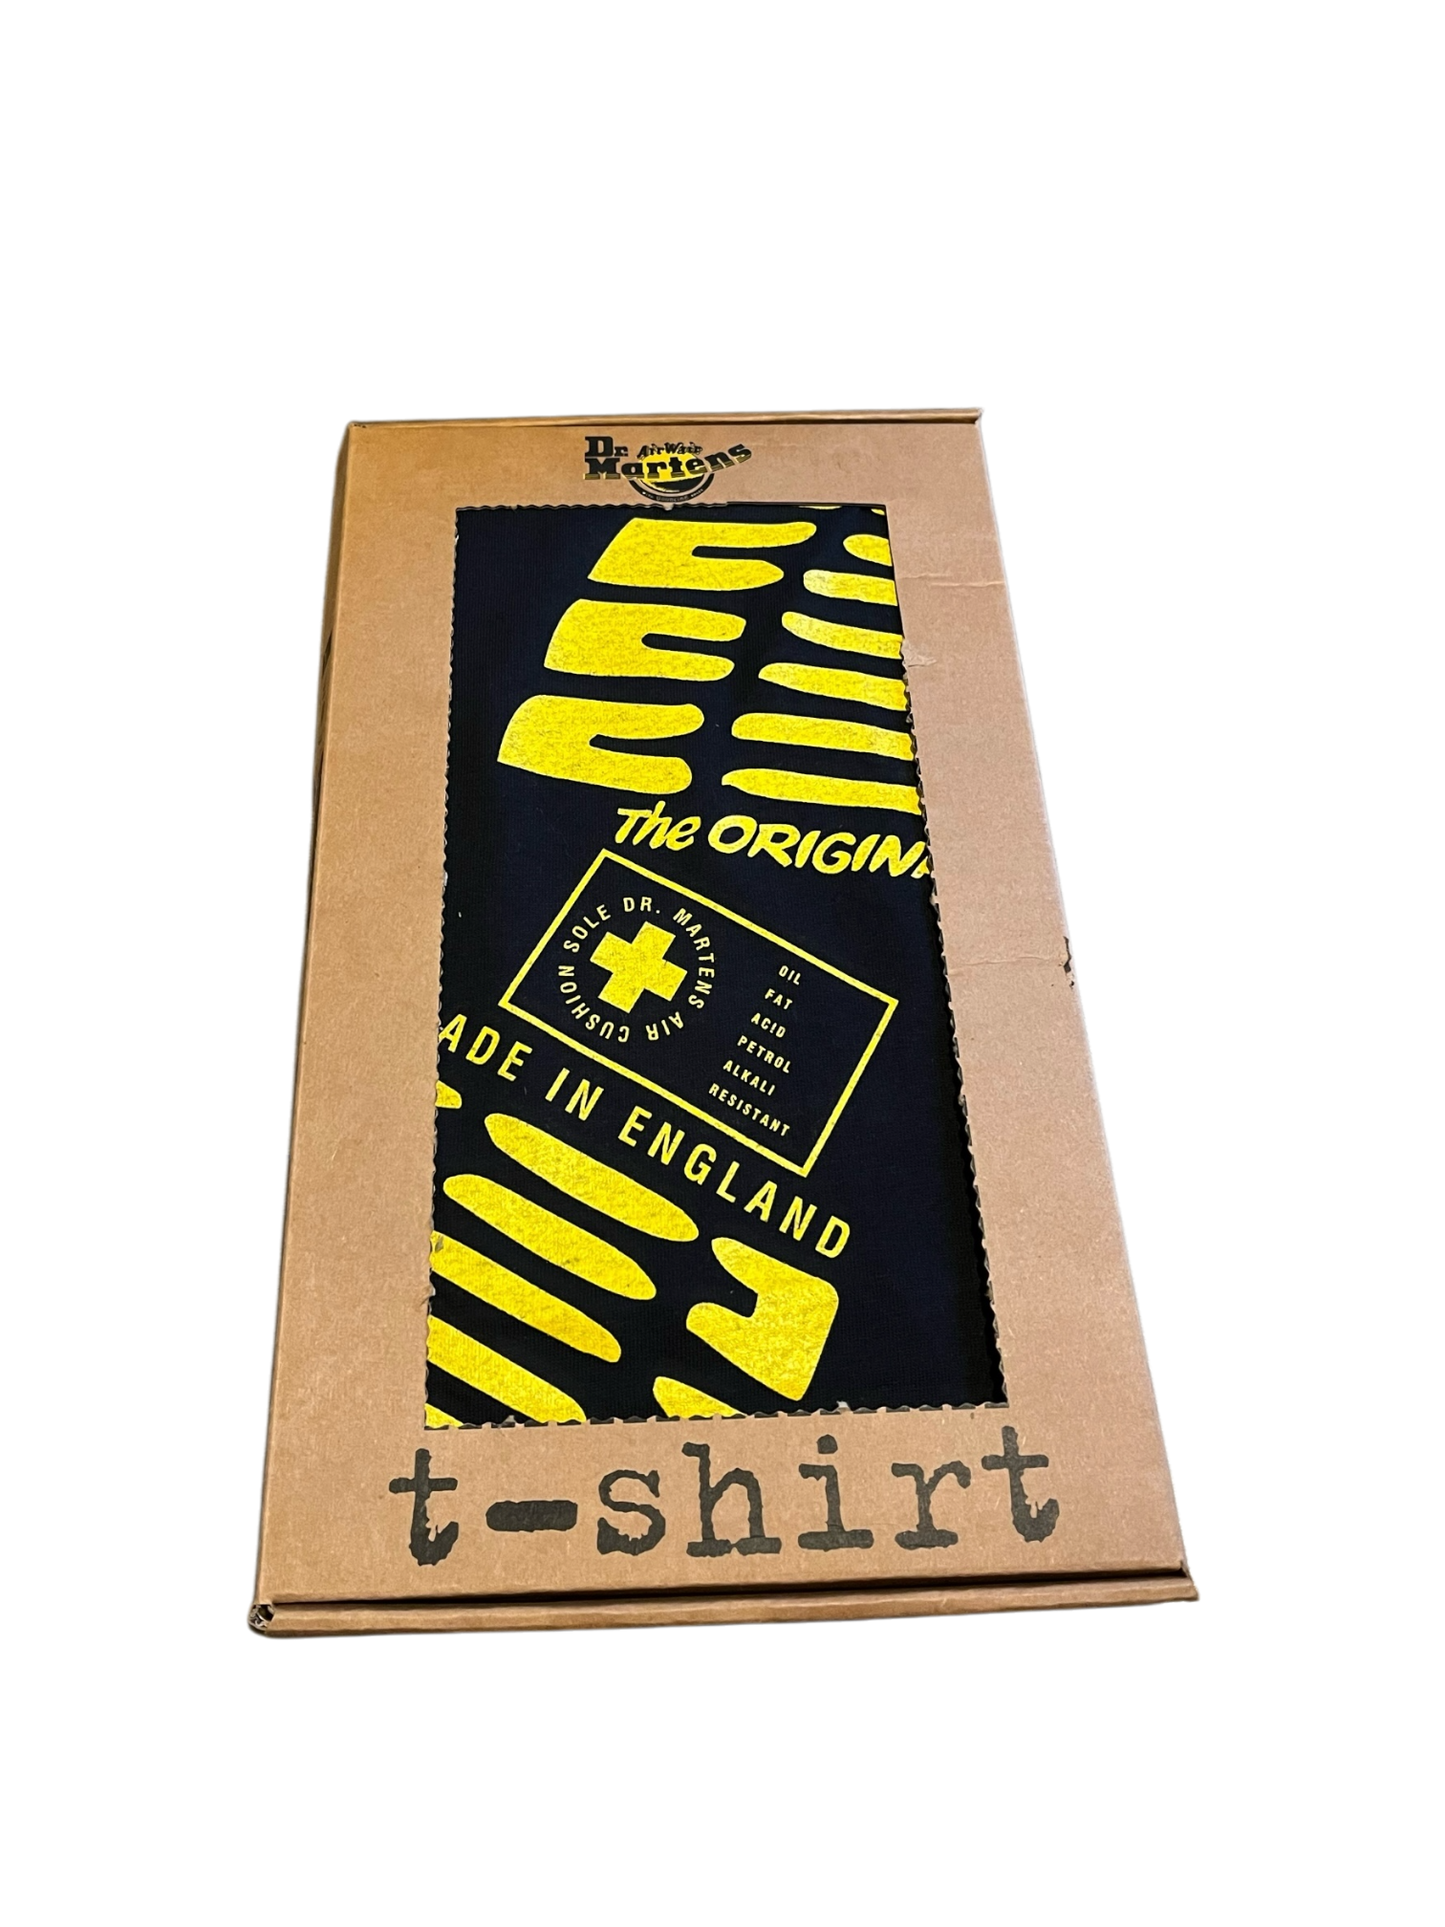 Dr. AirWair
Martens
The ORIGINA
SOLE DR. MARTENS AIR CUSHION
OIL
FAT
ACID
PETROL
ALKALI
RESISTANT
ADE IN ENGLAND
t-shirt